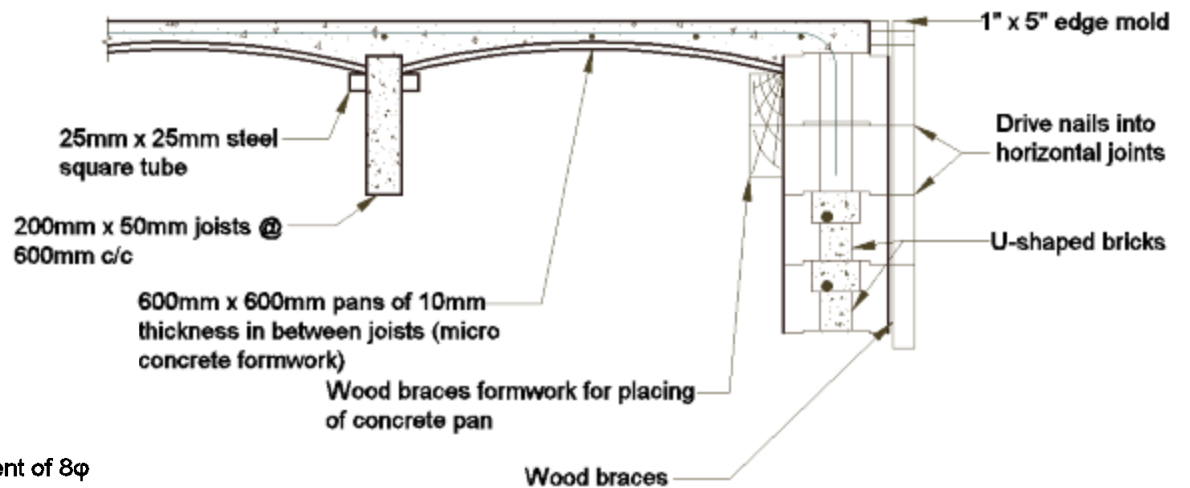 1" x 5" edge mold
25mm x 25mm steel
square tube
Drive nails into
horizontal joints
200mm x 50mm joists @
600mm c/c
U-shaped bricks
600mm x 600mm pans of 10mm
thickness in between joists (micro
concrete formwork)
Wood braces formwork for placing
of concrete pan
Wood braces
of 8φ